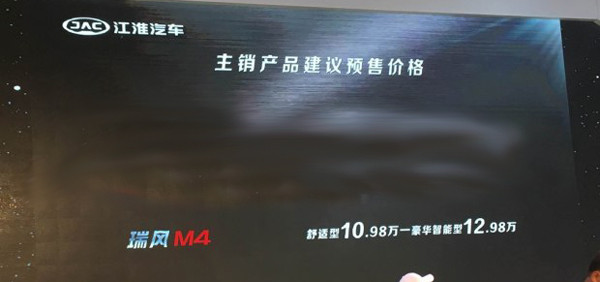 JAC 江淮汽车
主销产品建议预售价格
瑞风 M4 舒适型10.98万一豪华智能型12.98万